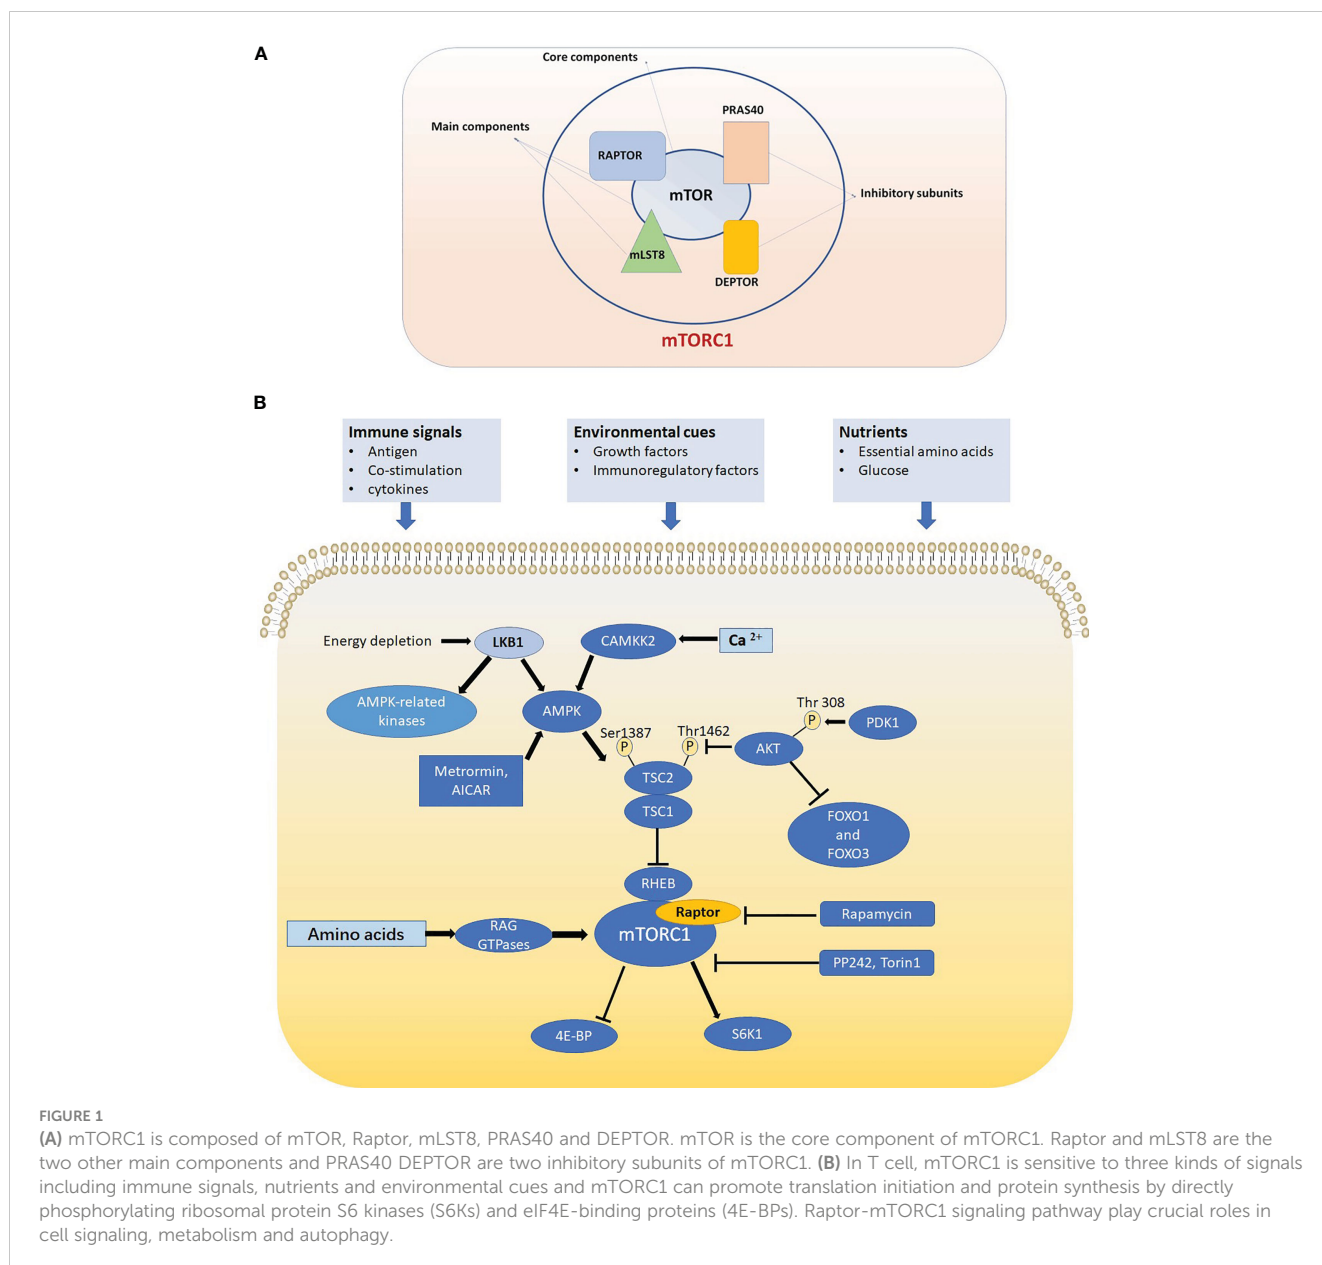 A
Core components
PRAS40
Main components
RAPTOR
mTOR
Inhibitory subunits
mLST8
DEPTOR
mTORC1
B
Immune signals
• Antigen
• Co-stimulation
• cytokines
Environmental cues
• Growth factors
• Immunoregulatory factors
Nutrients
• Essential amino acids
• Glucose
Energy depletion
LKB1
CAMKK2
Ca 2+
AMPK-related
kinases
AMPK
Metrormin,
AICAR
Ser1387
P
Thr1462
P
Thr 308
P
PDK1
AKT
TSC2
TSC1
FOXO1
and
FOXO3
RHEB
Raptor
mTORC1
Rapamycin
Amino acids
RAG
GTPases
PP242, Torin1
4E-BP
S6K1
FIGURE 1
(A) mTORC1 is composed of mTOR, Raptor, mLST8, PRAS40 and DEPTOR. mTOR is the core component of mTORC1. Raptor and mLST8 are the
two other main components and PRAS40 DEPTOR are two inhibitory subunits of mTORC1. (B) In T cell, mTORC1 is sensitive to three kinds of signals
including immune signals, nutrients and environmental cues and mTORC1 can promote translation initiation and protein synthesis by directly
phosphorylating ribosomal protein S6 kinases (S6Ks) and eIF4E-binding proteins (4E-BPs). Raptor-mTORC1 signaling pathway play crucial roles in
cell signaling, metabolism and autophagy.